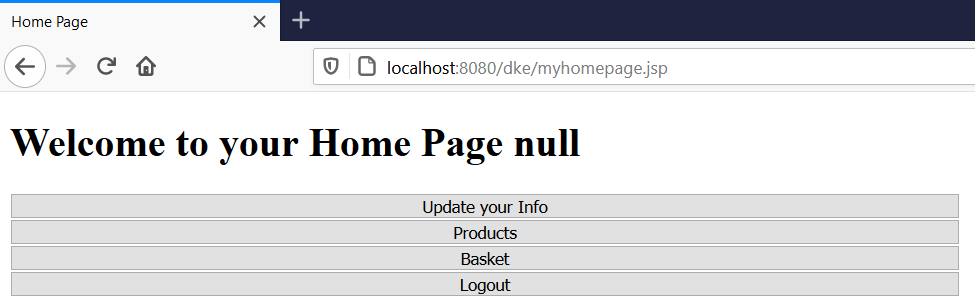 Home Page
localhost:8080/dke/myhomepage.jsp
Welcome to your Home Page null
Update your Info
Products
Basket
Logout